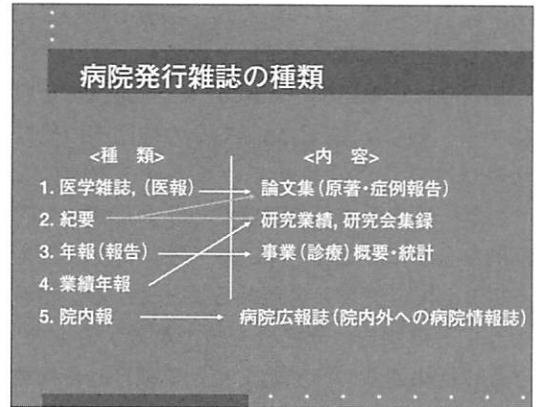 病院発行雑誌の種類
<種 類> <内 容>
1. 医学雑誌, (医報) 論文集(原著・症例報告)
2. 紀要 研究業績, 研究会集録
3. 年報(報告) 事業(診療)概要・統計
4. 業績年報
5. 院内報 病院広報誌(院内外への病院情報誌)